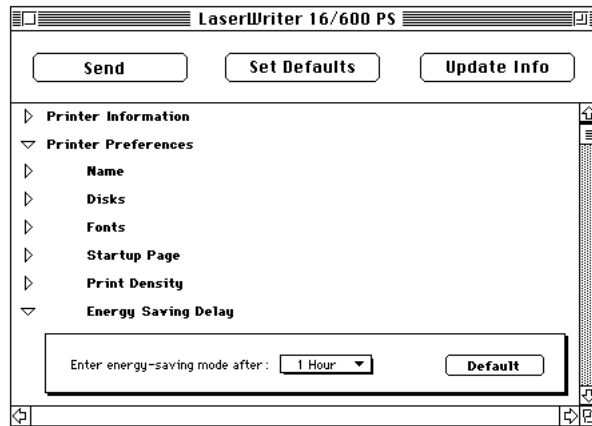 LaserWriter 16/600 PS
Send Set Defaults Update Info
Printer Information
Printer Preferences
Name
Disks
Fonts
Startup Page
Print Density
Energy Saving Delay
Enter energy-saving mode after: 1 Hour Default